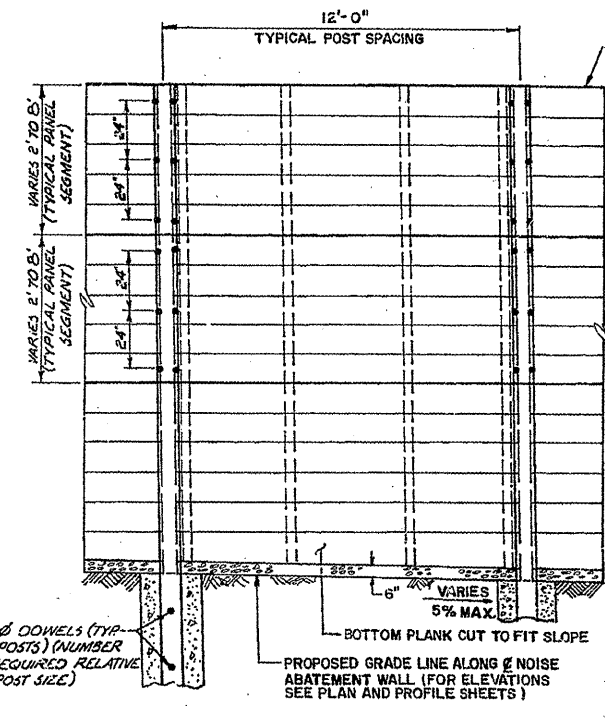 12'-0"
TYPICAL POST SPACING
VARIES 2' TO 8'
(TYPICAL PANEL
SEGMENT)
24"
24"
VARIES 2' TO 8'
(TYPICAL PANEL
SEGMENT)
24"
24"
6"
VARIES
5% MAX.
Ø DOWELS (TYP
POSTS) (NUMBER
EQUIRED RELATIVE
POST SIZE)
BOTTOM PLANK CUT TO FIT SLOPE
PROPOSED GRADE LINE ALONG ℄ NOISE
ABATEMENT WALL (FOR ELEVATIONS
SEE PLAN AND PROFILE SHEETS)